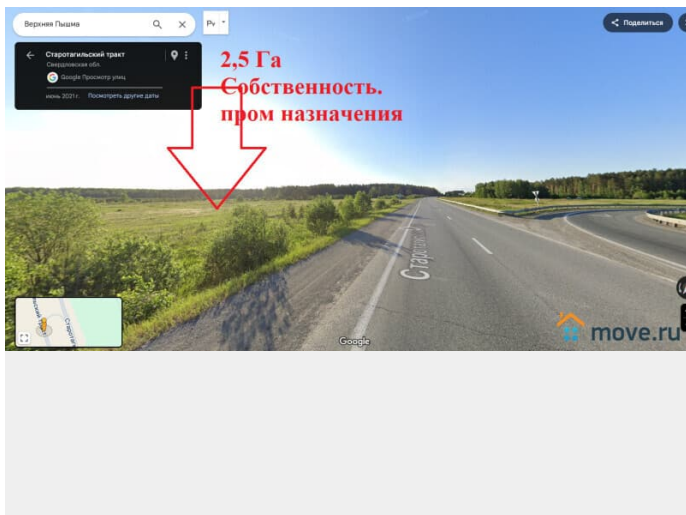 Верхняя Пышма
Поделиться
Старотагильский тракт
Свердловская обл.
Google Просмотр улиц
июнь 2021 г. Посмотреть другие даты
2,5 Га
Собственность.
пром назначения
Google
move.ru